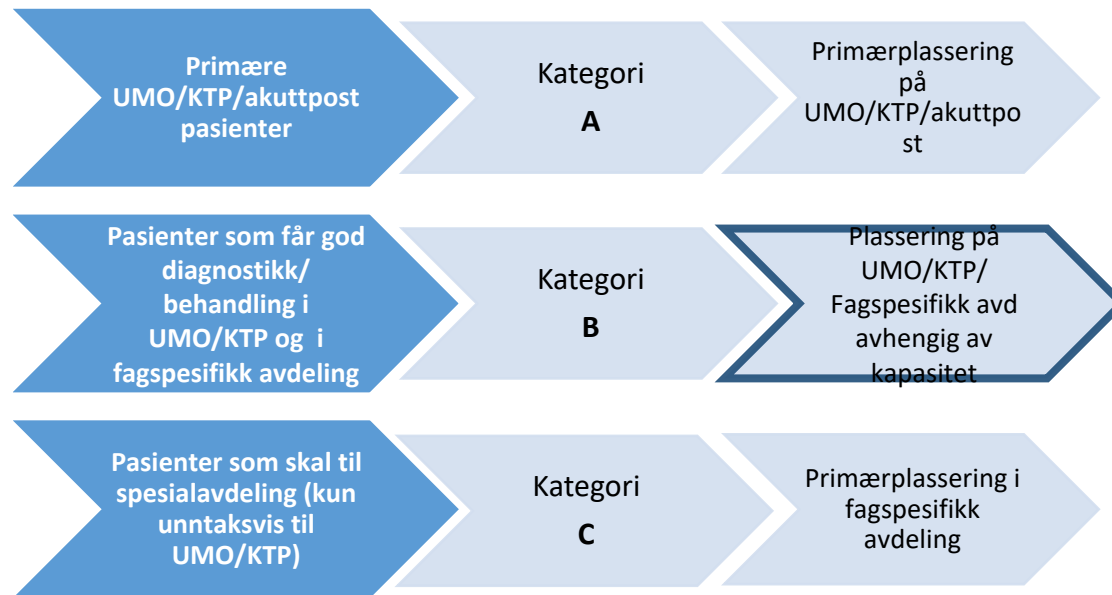 Primære
UMO/KTP/akuttpost
pasienter
Kategori
A
Primærplassering
på
UMO/KTP/akuttpo
st
Pasienter som får god
diagnostikk/
behandling i
UMO/KTP og i
fagspesifikk avdeling
Kategori
B
Plassering på
UMO/KTP/
Fagspesifikk avd
avhengig av
kapasitet
Pasienter som skal til
spesialavdeling (kun
unntaksvis til
UMO/KTP)
Kategori
C
Primærplassering i
fagspesifikk
avdeling